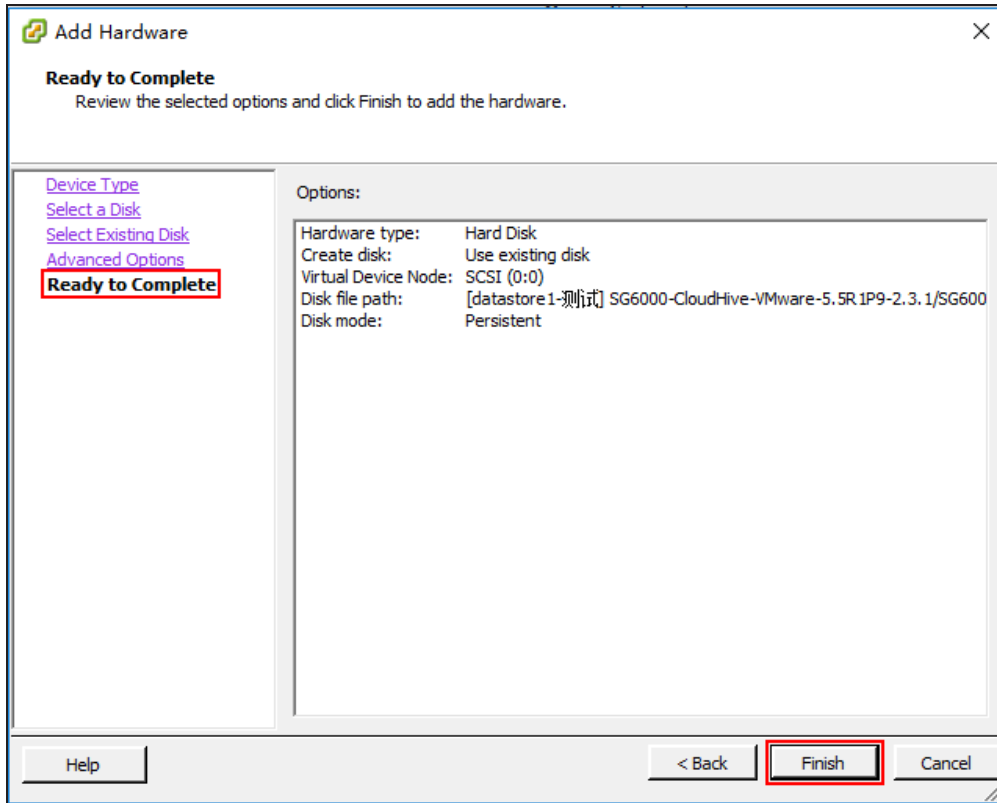 Add Hardware
Ready to Complete
Review the selected options and click Finish to add the hardware.
Device Type
Select a Disk
Select Existing Disk
Advanced Options
Ready to Complete
Options:
Hardware type: Hard Disk
Create disk: Use existing disk
Virtual Device Node: SCSI (0:0)
Disk file path: [datastore1-测试] SG6000-CloudHive-VMware-5.5R1P9-2.3.1/SG600
Disk mode: Persistent
Help
< Back
Finish
Cancel